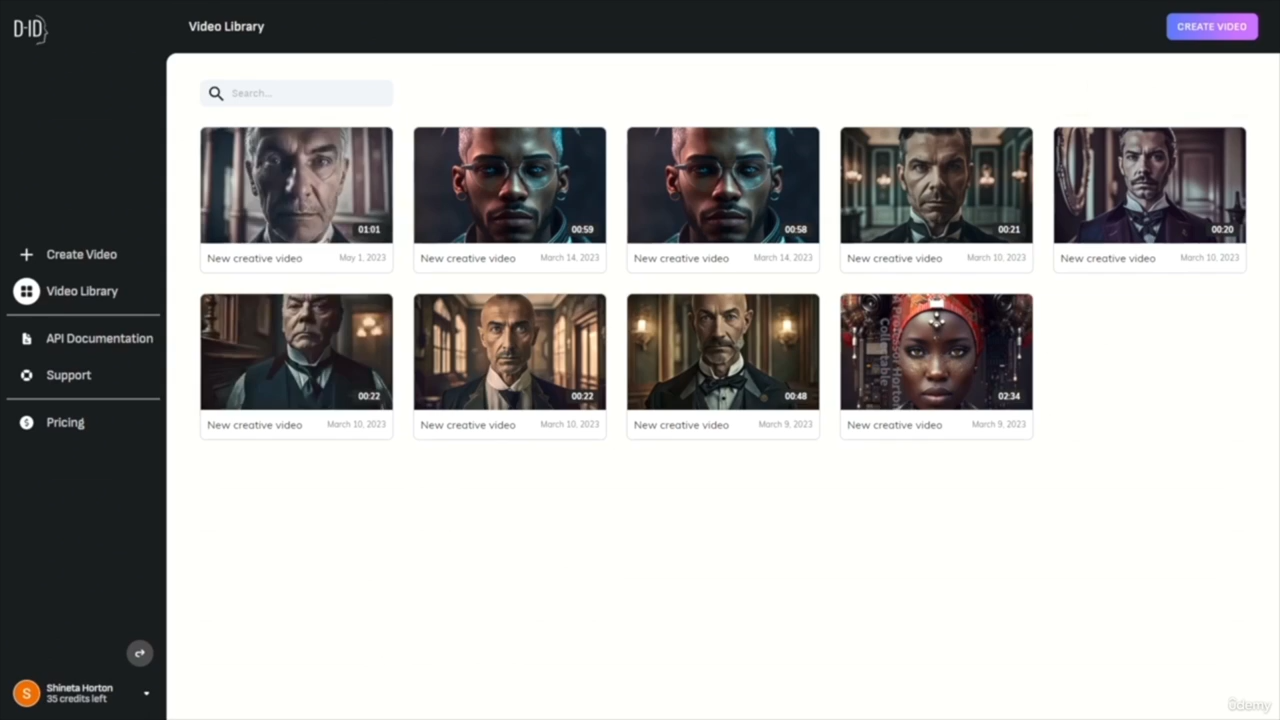 D-ID
Video Library
CREATE VIDEO
Search...
01:01
00:59
00:58
00:21
00:20
New creative video
May 1, 2023
New creative video
March 14, 2023
New creative video
March 14, 2023
New creative video
March 10, 2023
New creative video
March 10, 2023
Create Video
Video Library
API Documentation
Support
Pricing
00:22
00:22
00:48
Professor Horton
Collectable
02:34
New creative video
March 10, 2023
New creative video
March 10, 2023
New creative video
March 9, 2023
New creative video
March 9, 2023
S
Shineta Horton
35 credits left
ûdemy